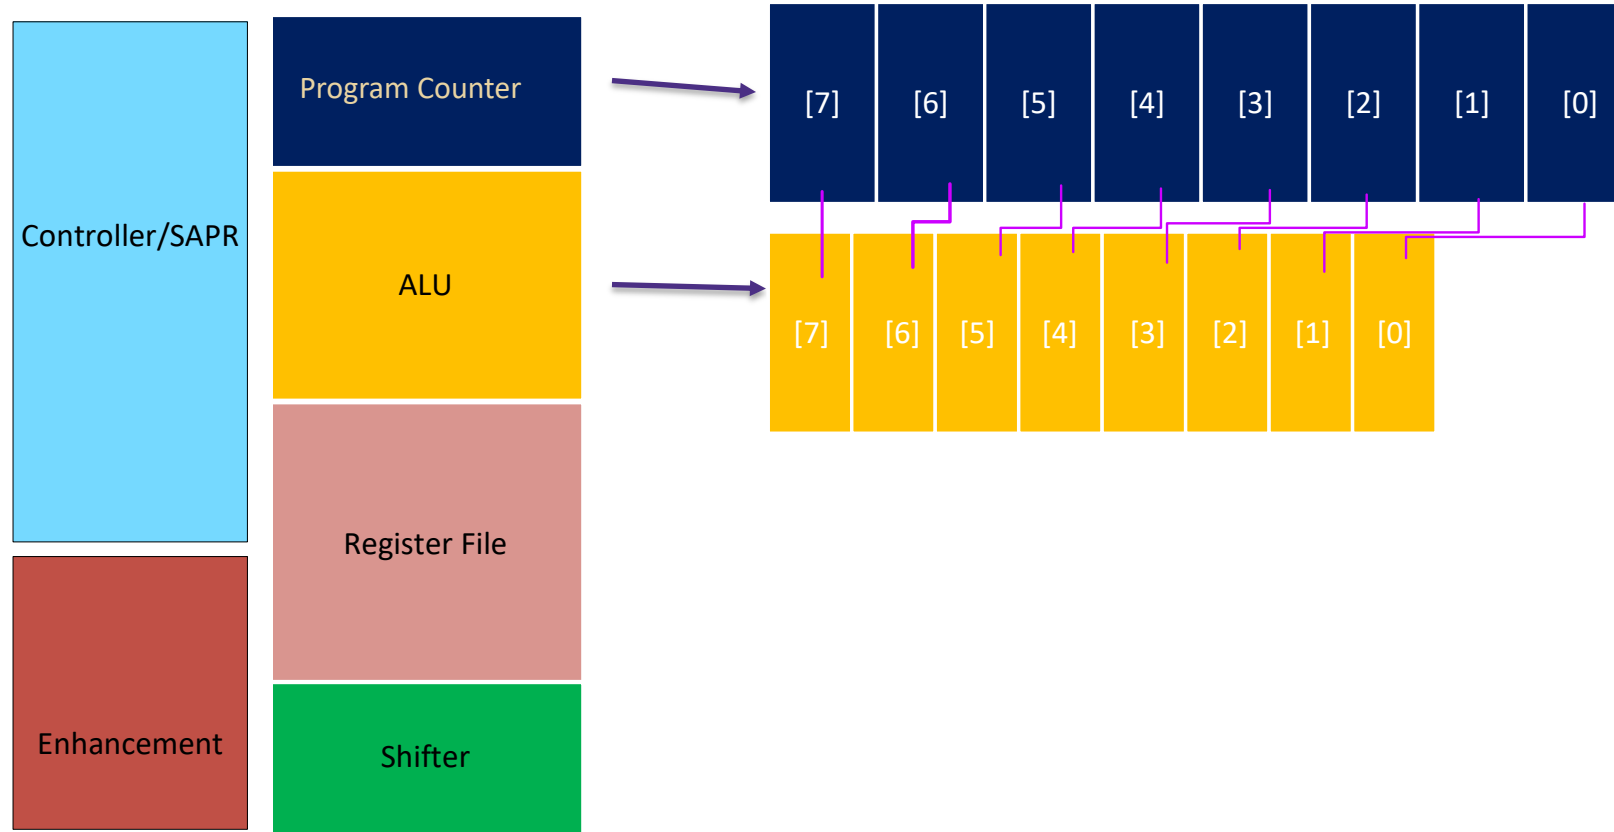 Controller/SAPR
Enhancement
Program Counter
ALU
Register File
Shifter
[7] [6] [5] [4] [3] [2] [1] [0]
[7] [6] [5] [4] [3] [2] [1] [0]